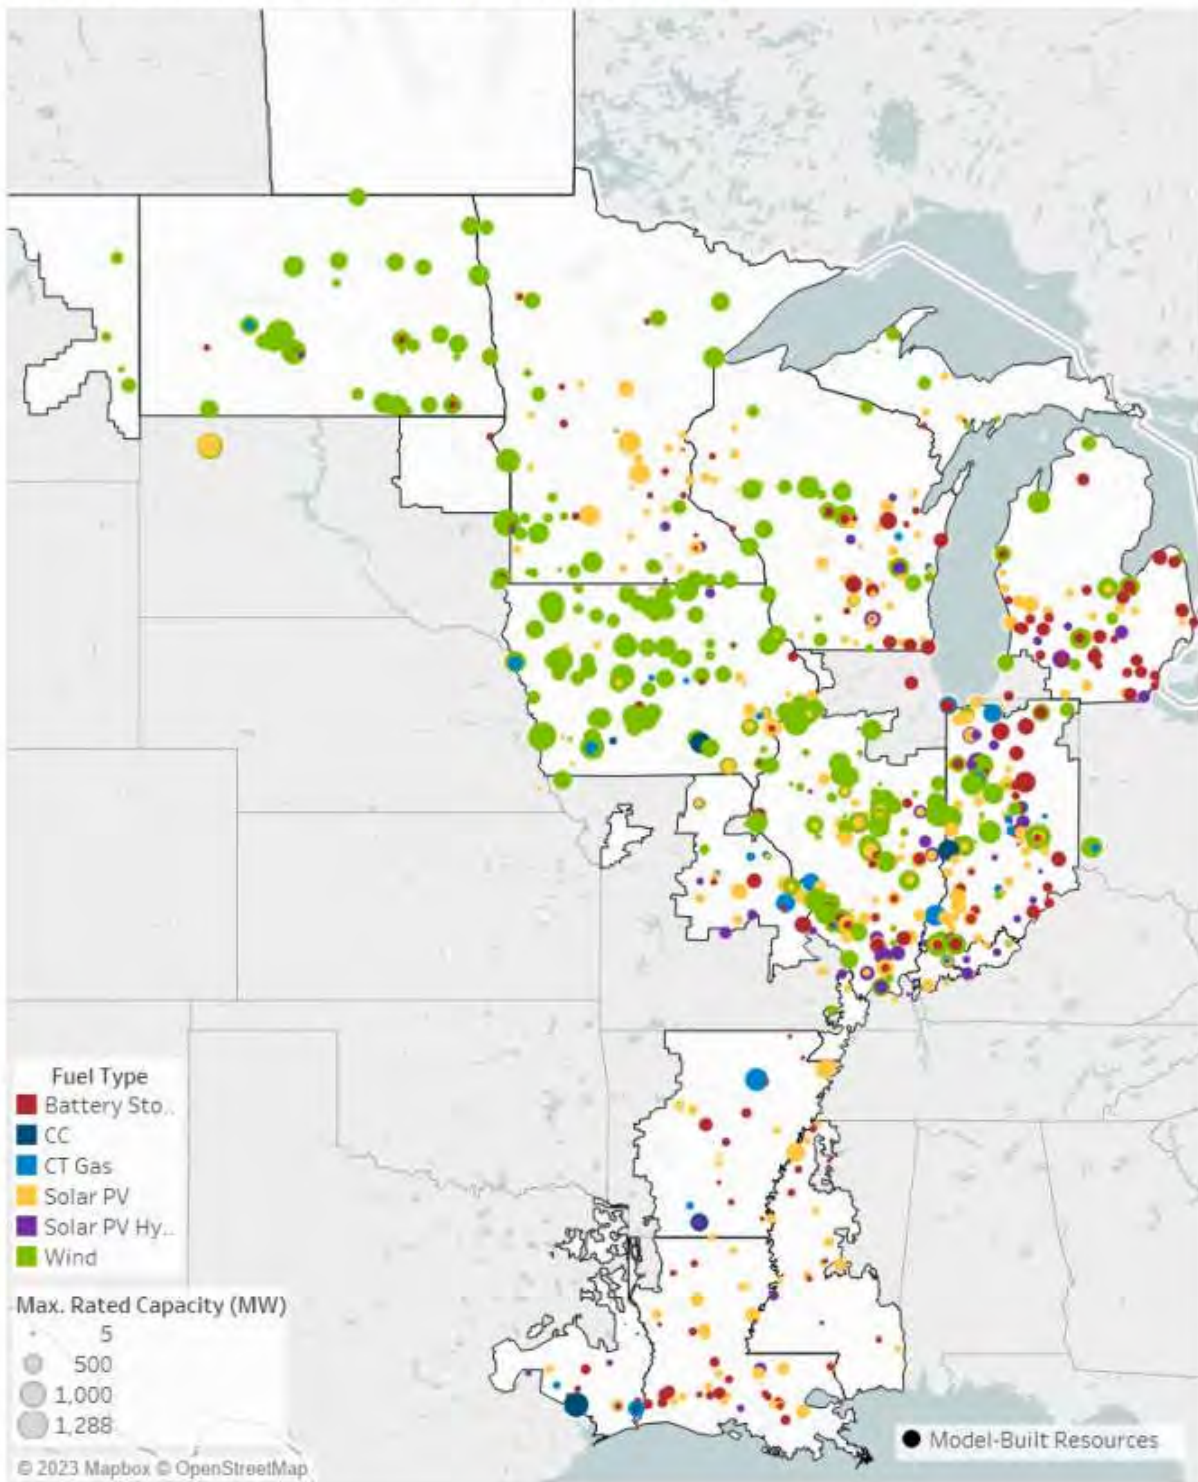 Fuel Type
Battery Sto..
CC
CT Gas
Solar PV
Solar PV Hy..
Wind
Max. Rated Capacity (MW)
5
500
1,000
1,288
Model-Built Resources
© 2023 Mapbox © OpenStreetMap